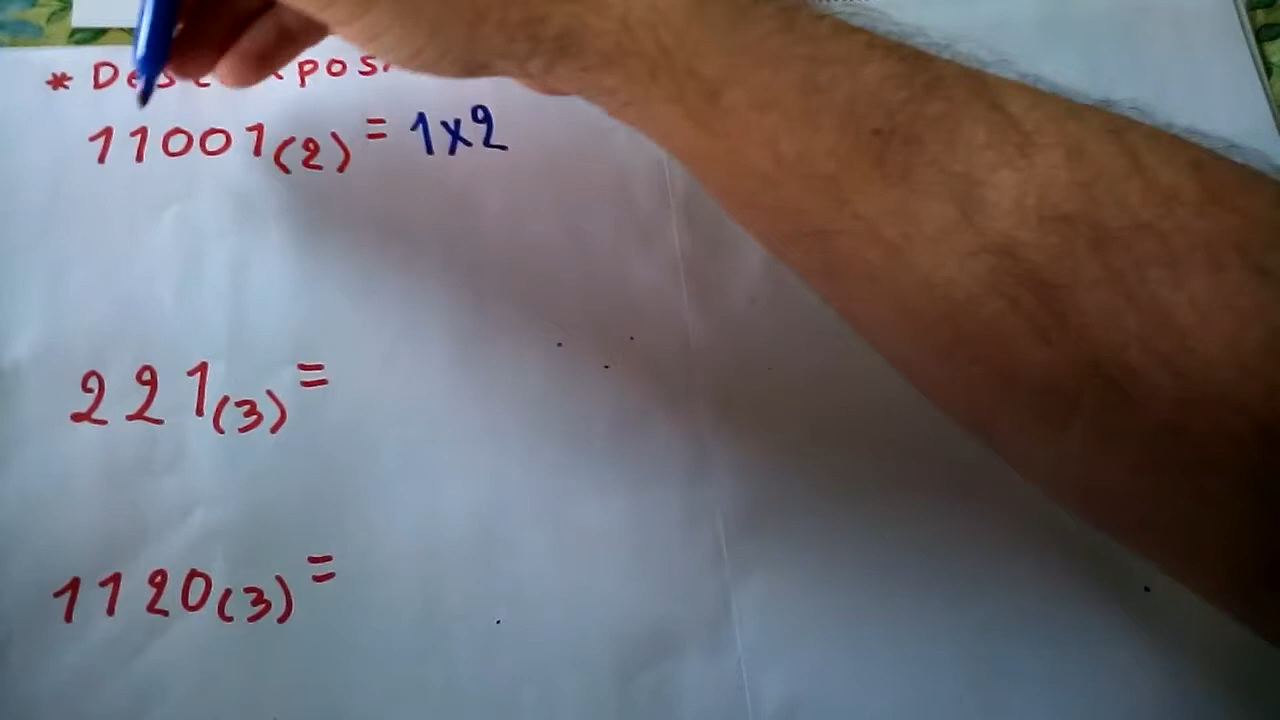 *
11001(2) = 1x2
221(3) =
1120(3) =